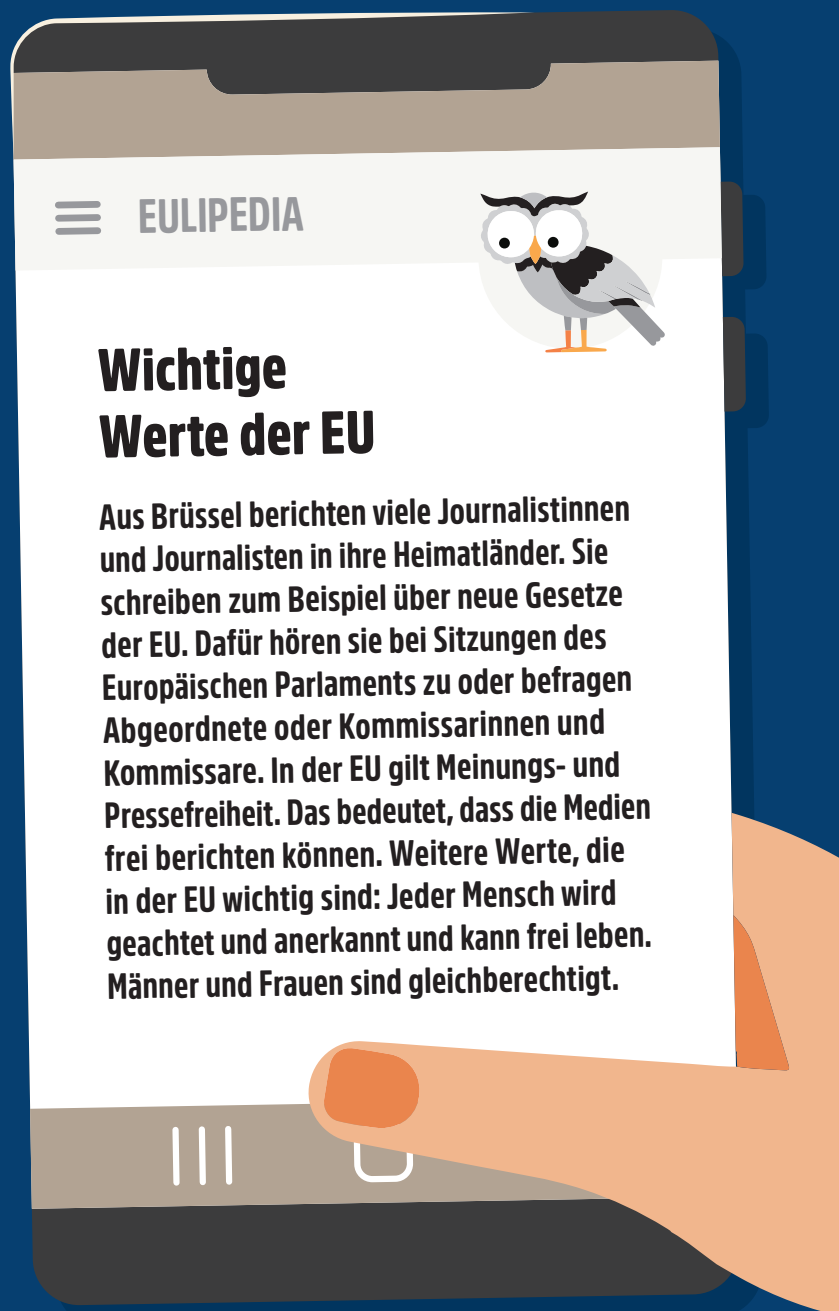 EULIPEDIA
Wichtige
Werte der EU
Aus Brüssel berichten viele Journalistinnen
und Journalisten in ihre Heimatländer. Sie
schreiben zum Beispiel über neue Gesetze
der EU. Dafür hören sie bei Sitzungen des
Europäischen Parlaments zu oder befragen
Abgeordnete oder Kommissarinnen und
Kommissare. In der EU gilt Meinungs- und
Pressefreiheit. Das bedeutet, dass die Medien
frei berichten können. Weitere Werte, die
in der EU wichtig sind: Jeder Mensch wird
geachtet und anerkannt und kann frei leben.
Männer und Frauen sind gleichberechtigt.